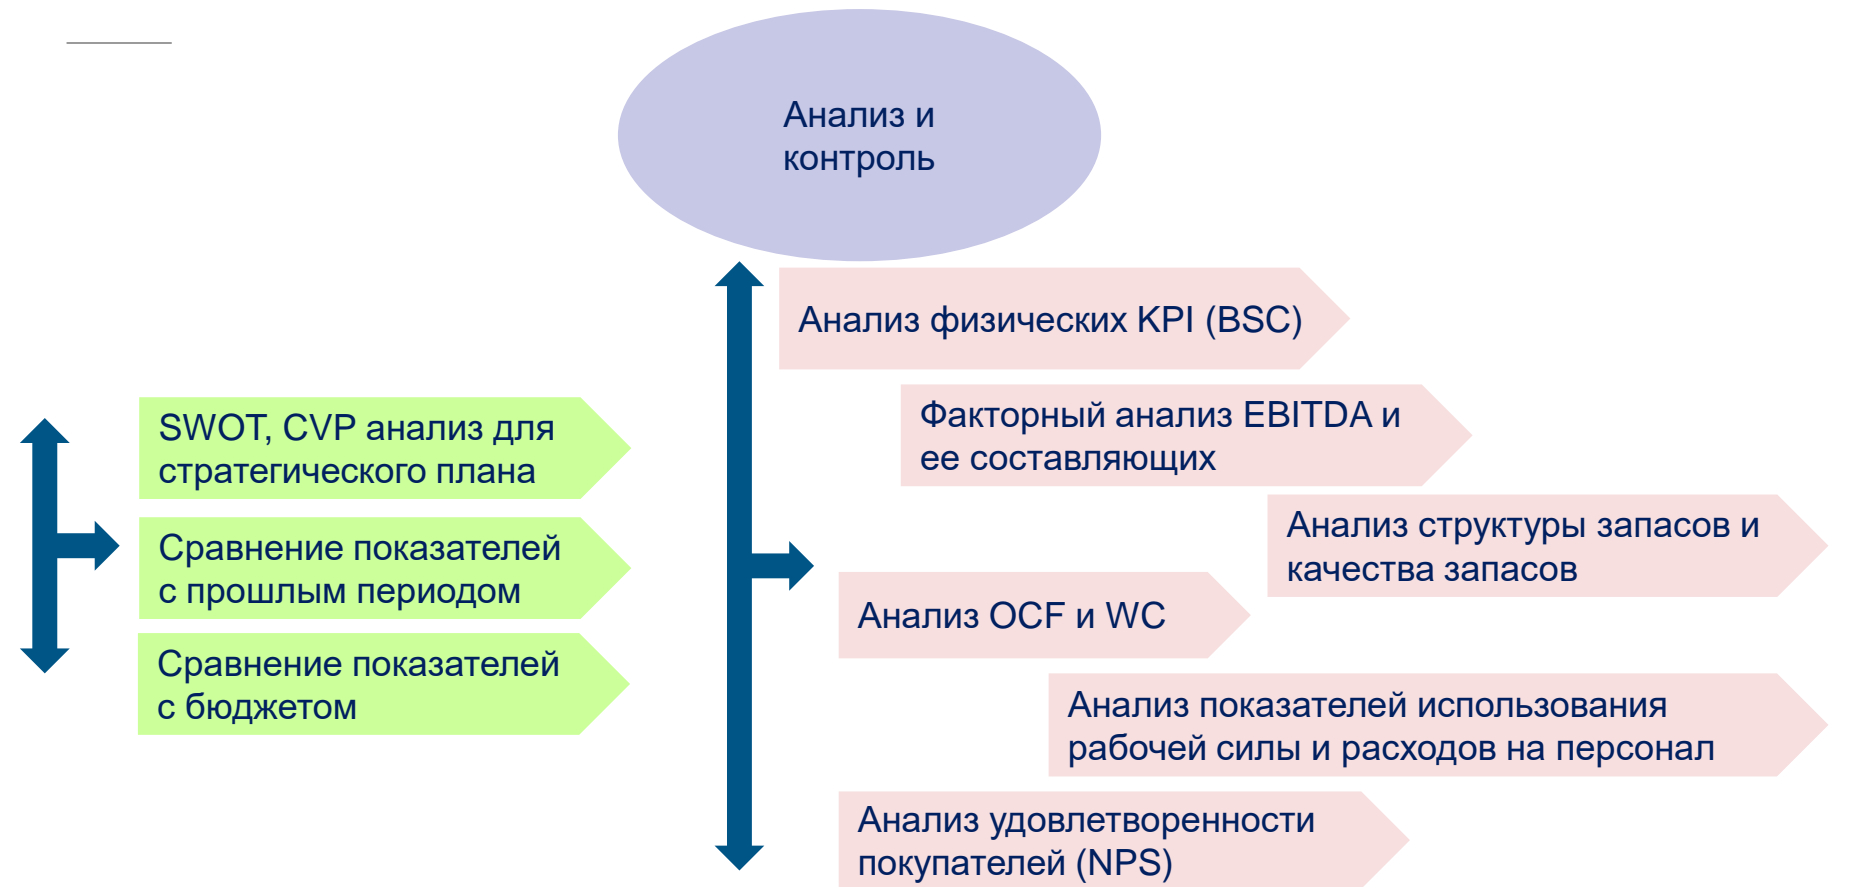 Анализ и
контроль
SWOT, CVP анализ для
стратегического плана
Сравнение показателей
с прошлым периодом
Сравнение показателей
с бюджетом
Анализ физических KPI (BSC)
Факторный анализ EBITDA и
ее составляющих
Анализ структуры запасов и
качества запасов
Анализ OCF и WC
Анализ показателей использования
рабочей силы и расходов на персонал
Анализ удовлетворенности
покупателей (NPS)